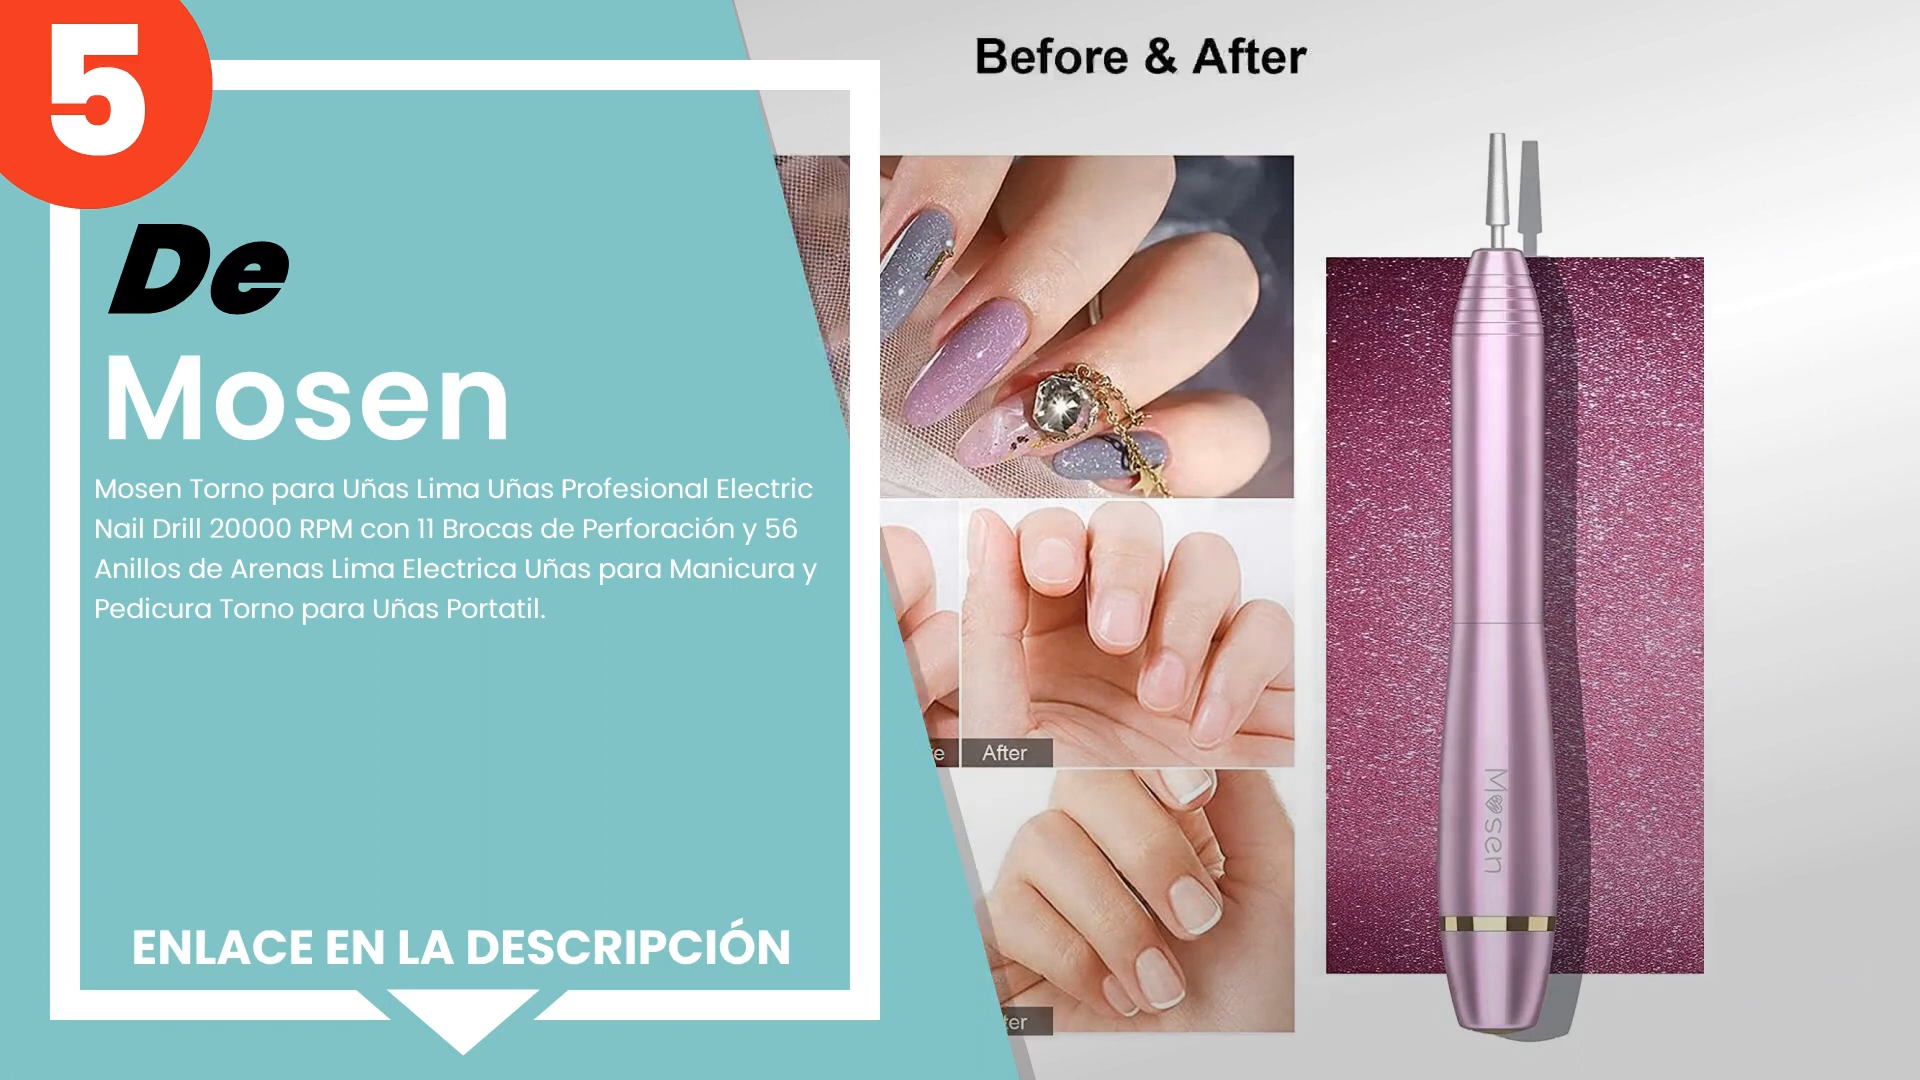 5
Before & After
De
Mosen
Mosen Torno para Uñas Lima Uñas Profesional Electric
Nail Drill 20000 RPM con 11 Brocas de Perforación y 56
Anillos de Arenas Lima Electrica Uñas para Manicura y
Pedicura Torno para Uñas Portatil.
After
Mosen
ENLACE EN LA DESCRIPCIÓN